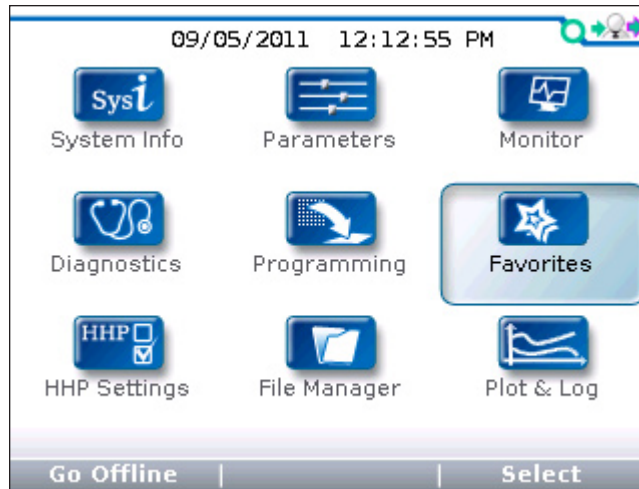 09/05/2011 12:12:55 PM
Sysi
System Info
Parameters
Monitor
Diagnostics
Programming
Favorites
HHP
HHP Settings
File Manager
Plot & Log
Go Offline | | Select